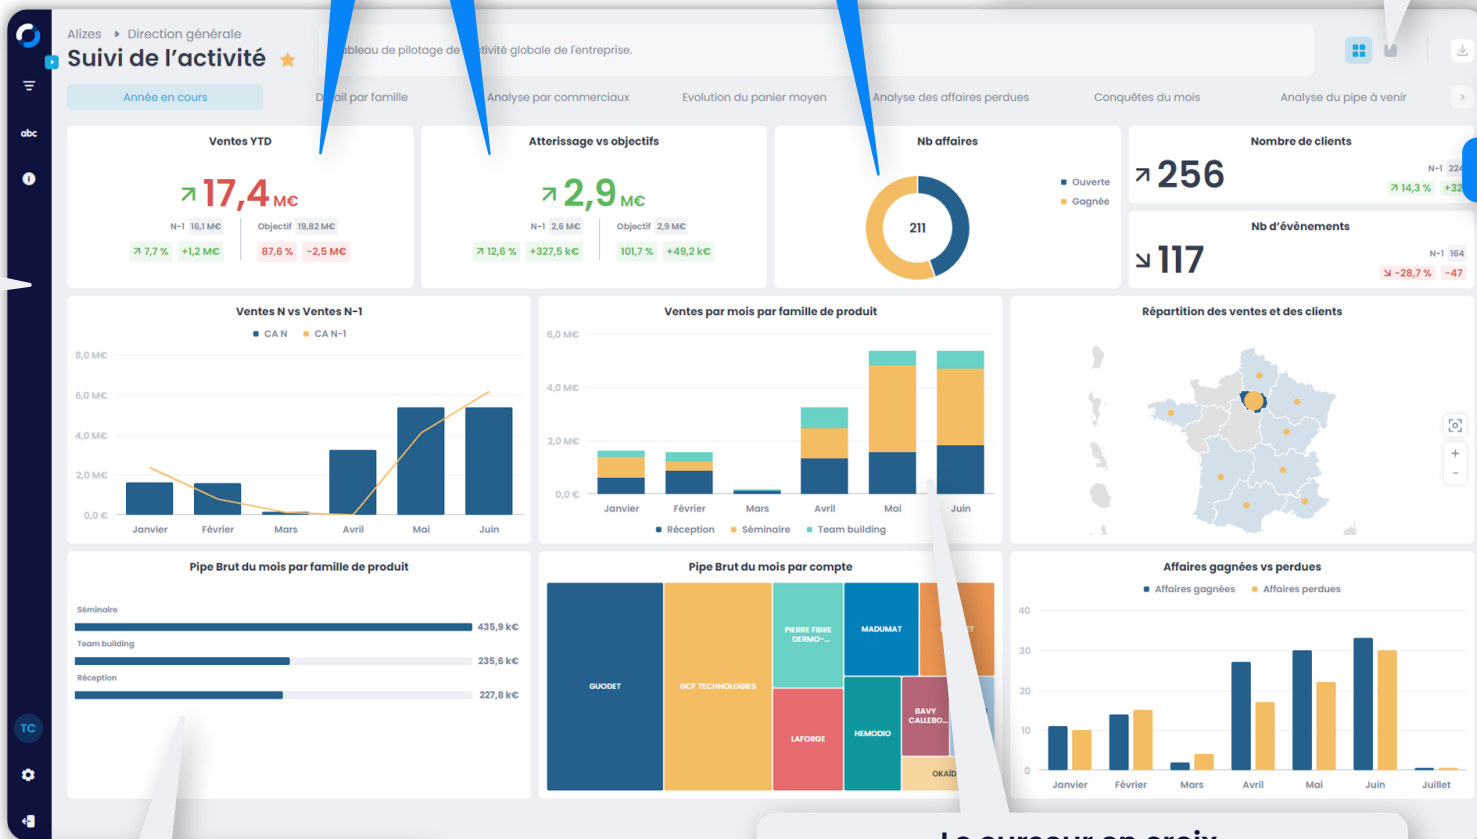 Alizes
Direction générale
Suivi de l'activité
de pilotage de
globale de l'entreprise.
abc
TC
Année en cours
par famille
Analyse par commerciaux
Evolution du panier moyen
Analyse des affaires perdues
Conquêtes du mois
Analyse du pipe à venir
Ventes YTD
17,4 M€
N-1 16,1 M€
Objectif 19,82 M€
7,7 % +1,2 M€
87,6 % -2,5 M€
Atterissage vs objectifs
2,9 M€
N-1 2,6 M€
Objectif 2,9 M€
12,6 % +327,5 k€
101,7 % +49,2 k€
Nb affaires
211
Ouverte
Gagnée
Nombre de clients
256
N-1
14,3 %
Nb d'évènements
117
N-1 164
-28,7 % -47
Ventes N vs Ventes N-1
CA N
CA N-1
8,0 M€
6,0 M€
4,0 M€
2,0 M€
0,0 €
Janvier
Février
Mars
Avril
Mai
Juin
Ventes par mois par famille de produit
6,0 M€
4,0 M€
2,0 M€
0,0 €
Janvier
Février
Mars
Avril
Mai
Juin
Réception
Séminaire
Team building
Répartition des ventes et des clients
+
-
Pipe Brut du mois par famille de produit
Séminaire
435,9 k€
Team building
235,6 k€
Réception
227,8 k€
Pipe Brut du mois par compte
GUODET
GCF TECHNOLOGIES
PIERRE FIBRE
DERMO-...
MADUMAT
LAFORGE
HEMODIO
BAVY
CALLEBO...
Affaires gagnées vs perdues
Affaires gagnées
Affaires perdues
40
30
20
10
0
Janvier
Février
Mars
Avril
Mai
Juin
Juillet